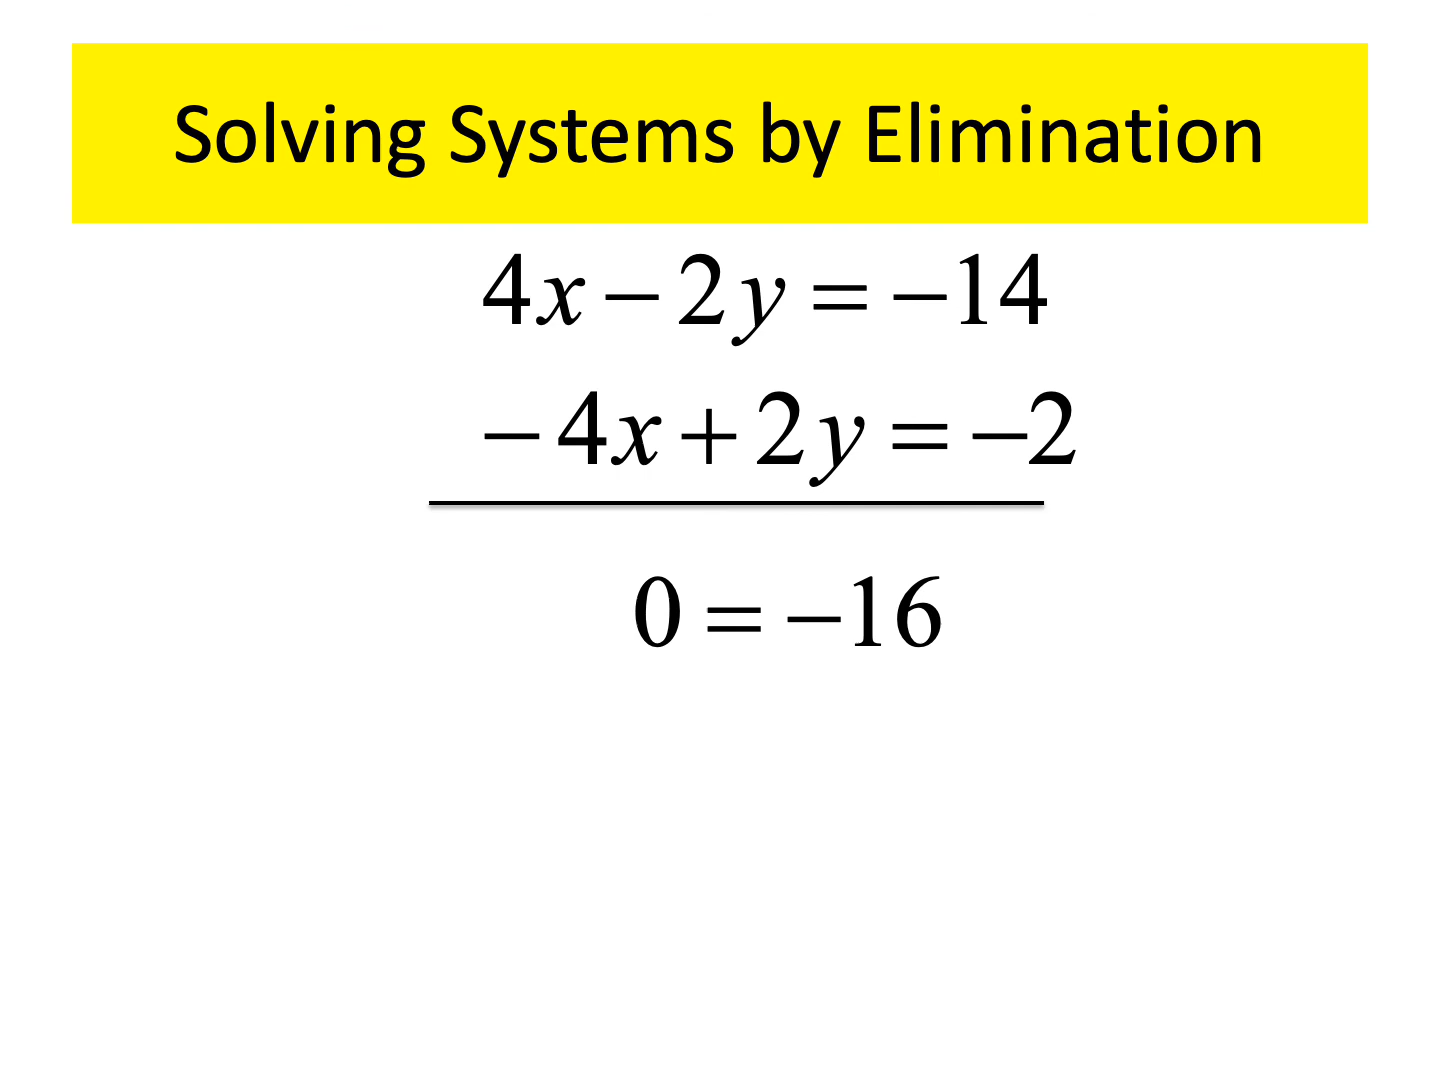 Solving Systems by Elimination
4x − 2y = −14
− 4x + 2y = −2
0 = −16